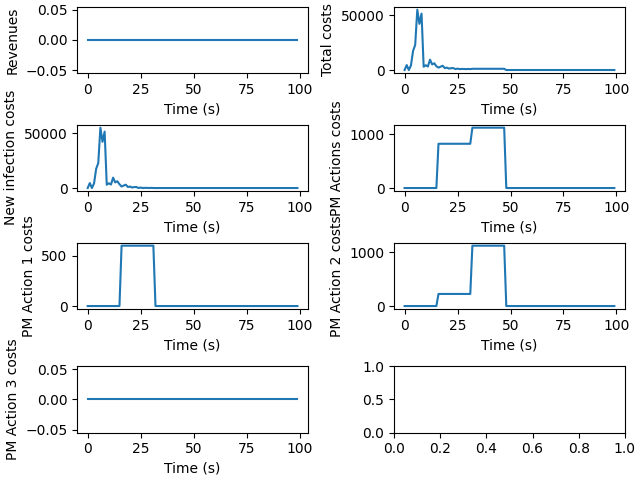 Revenues
0.05
0.00
−0.05
0 25 50 75 100
Time (s)
Total costs
50000
0
0 25 50 75 100
Time (s)
New infection costs
50000
0
0 25 50 75 100
Time (s)
PM Actions costs
1000
0
0 25 50 75 100
Time (s)
PM Action 1 costs
500
0
0 25 50 75 100
Time (s)
PM Action 2 costs
1000
0
0 25 50 75 100
Time (s)
PM Action 3 costs
0.05
0.00
−0.05
0 25 50 75 100
Time (s)
1.0
0.5
0.0
0.0 0.2 0.4 0.6 0.8 1.0